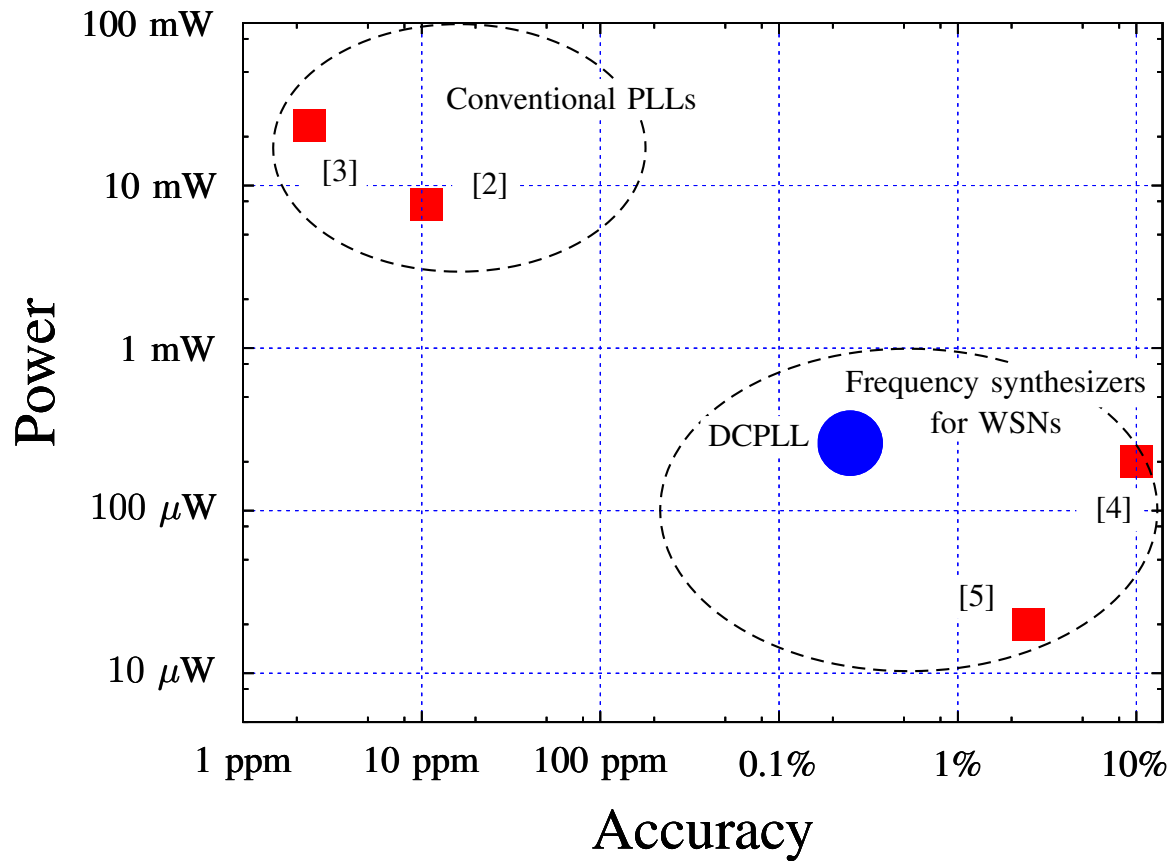 100 mW
Conventional PLLs
[3]
[2]
10 mW
1 mW
Frequency synthesizers
for WSNs
DCPLL
[4]
100 μW
[5]
10 μW
Power
1 ppm
10 ppm
100 ppm
0.1%
1%
10%
Accuracy